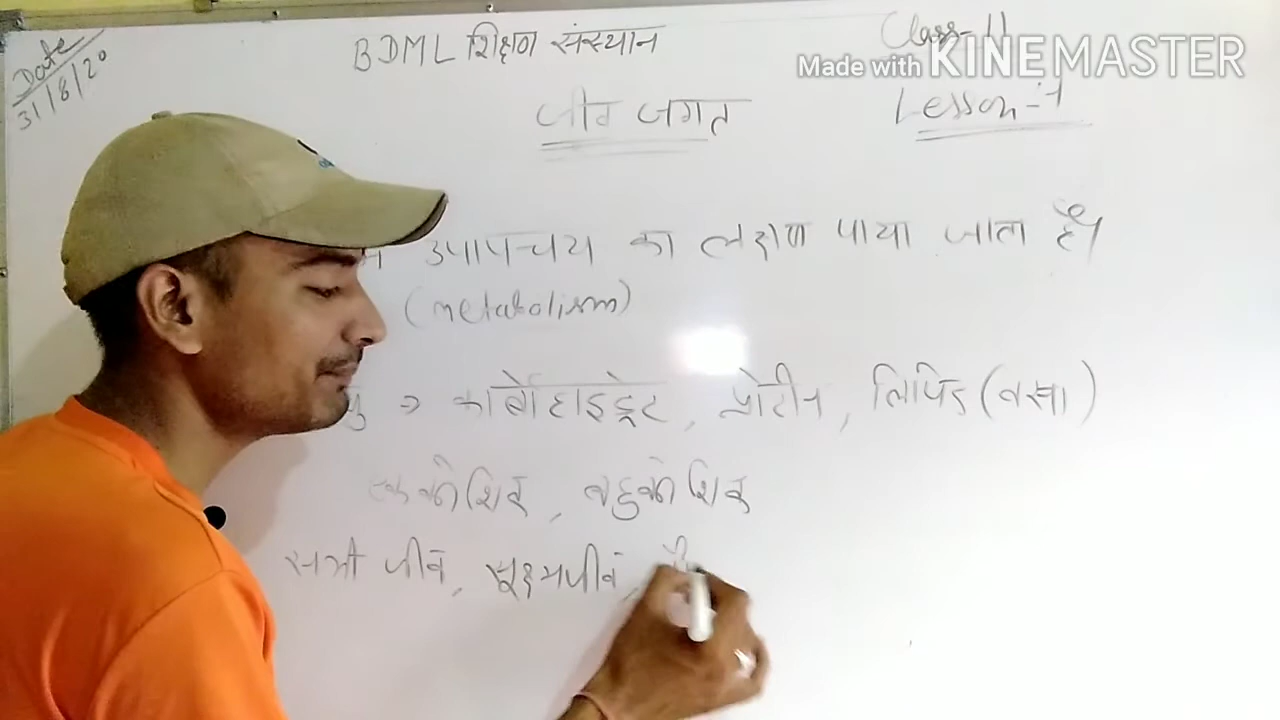 Date
31/8/20
BDML शिक्षण संस्थान
Class-11
Made with KINEMASTER
जीव जगत
Lesson-1
उपापचय का लक्षण पाया जाता है।
(metabolism)
→ कार्बोहाइड्रेट, प्रोटीन, लिपिड (वसा)
एककोशिक, बहुकोशिक
सभी जीव, सूक्ष्मजीव,